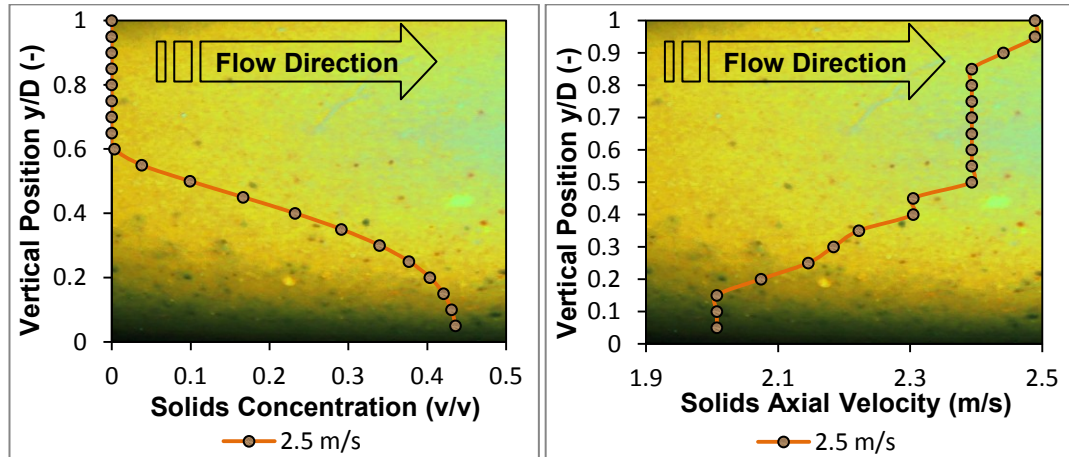 Flow Direction
Vertical Position y/D (-)
1
0.8
0.6
0.4
0.2
0
0 0.1 0.2 0.3 0.4 0.5
Solids Concentration (v/v)
2.5 m/s
Flow Direction
Vertical Position y/D (-)
1
0.9
0.8
0.7
0.6
0.5
0.4
0.3
0.2
0.1
0
1.9 2.1 2.3 2.5
Solids Axial Velocity (m/s)
2.5 m/s